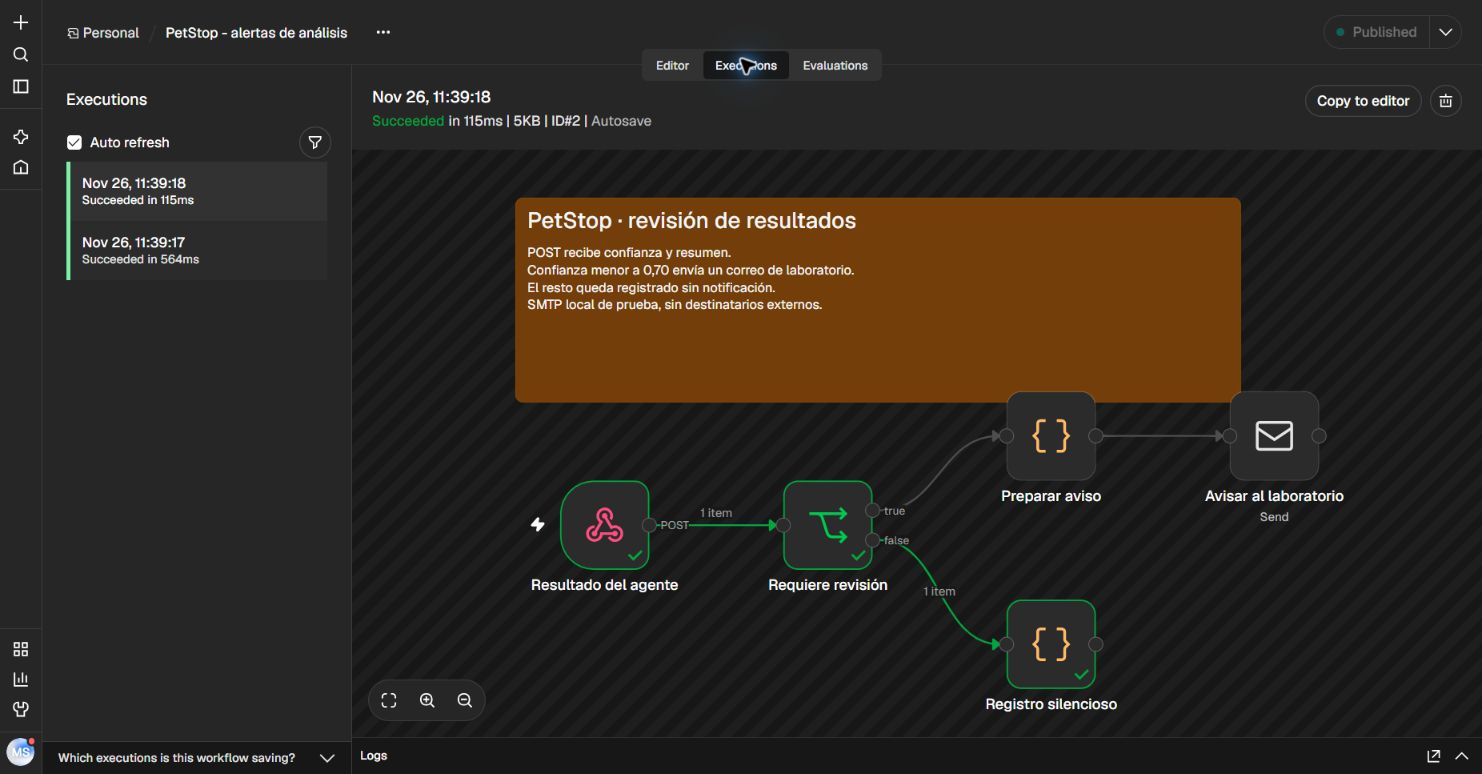 Personal / PetStop - alertas de análisis ...
Published
Editor
Executions
Evaluations
Executions
Auto refresh
Nov 26, 11:39:18
Succeeded in 115ms
Nov 26, 11:39:17
Succeeded in 564ms
Nov 26, 11:39:18
Succeeded in 115ms | 5KB | ID#2 | Autosave
Copy to editor
PetStop · revisión de resultados
POST recibe confianza y resumen.
Confianza menor a 0,70 envía un correo de laboratorio.
El resto queda registrado sin notificación.
SMTP local de prueba, sin destinatarios externos.
Preparar aviso
Avisar al laboratorio
Send
POST
1 item
true
false
Resultado del agente
Requiere revisión
1 item
Registro silencioso
MS
Which executions is this workflow saving?
Logs